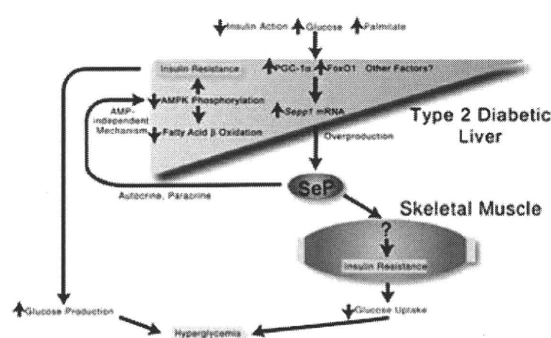 Insulin Action Glucose Palmitate
Insulin Resistance
PGC-1α FoxO1 Other Factors?
AMPK Phosphorylation
Sepp1 mRNA
AMP-
independent
Mechanism
Fatty Acid β Oxidation
Type 2 Diabetic
Liver
Overproduction
SeP
Autocrine, Paracrine
Skeletal Muscle
?
Insulin Resistance
Glucose Production
Glucose Uptake
Hyperglycemia